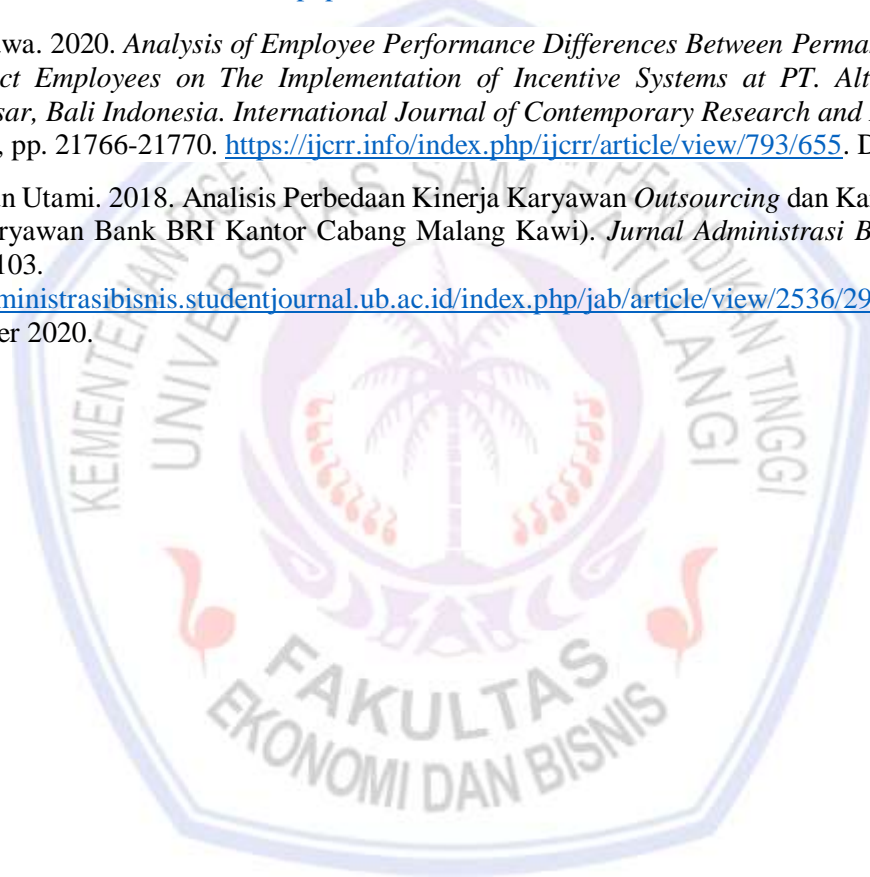 wa. 2020. Analysis of Employee Performance Differences Between Perma
ct Employees on The Implementation of Incentive Systems at PT. Alt
sar, Bali Indonesia. International Journal of Contemporary Research and
, pp. 21766-21770. https://ijcrr.info/index.php/ijcrr/article/view/793/655. D
n Utami. 2018. Analisis Perbedaan Kinerja Karyawan Outsourcing dan Ka
ryawan Bank BRI Kantor Cabang Malang Kawi). Jurnal Administrasi B
103.
ministrasibisnis.studentjournal.ub.ac.id/index.php/jab/article/view/2536/29
er 2020.
KEMENTERIAN RISET
PENDIDIKAN TINGGI
UNIVERSITAS SAM RATULANGI
FAKULTAS
EKONOMI DAN BISNIS